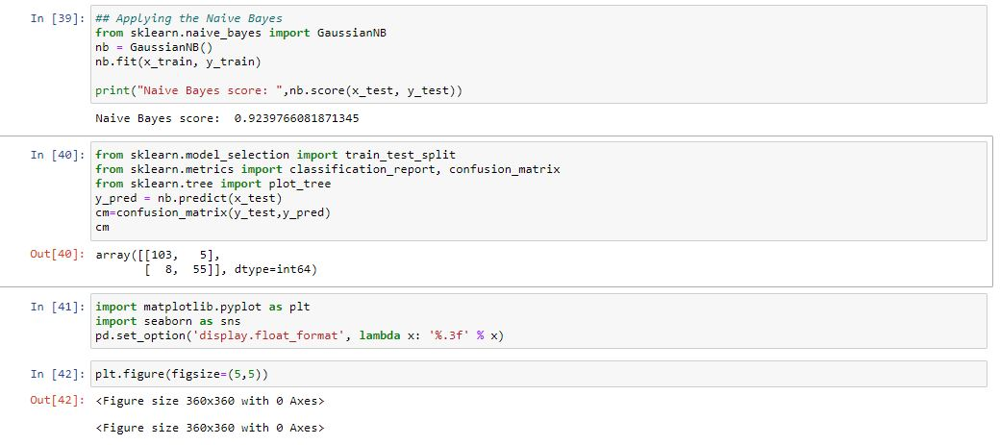 In [39]: ## Applying the Naive Bayes
from sklearn.naive_bayes import GaussianNB
nb = GaussianNB()
nb.fit(x_train, y_train)
print("Naive Bayes score: ",nb.score(x_test, y_test))
Naive Bayes score:  0.9239766081871345
In [40]: from sklearn.model_selection import train_test_split
from sklearn.metrics import classification_report, confusion_matrix
from sklearn.tree import plot_tree
y_pred = nb.predict(x_test)
cm=confusion_matrix(y_test,y_pred)
cm
Out[40]: array([[103,   5],
       [  8,  55]], dtype=int64)
In [41]: import matplotlib.pyplot as plt
import seaborn as sns
pd.set_option('display.float_format', lambda x: '%.3f' % x)
In [42]: plt.figure(figsize=(5,5))
Out[42]: <Figure size 360x360 with 0 Axes>
<Figure size 360x360 with 0 Axes>